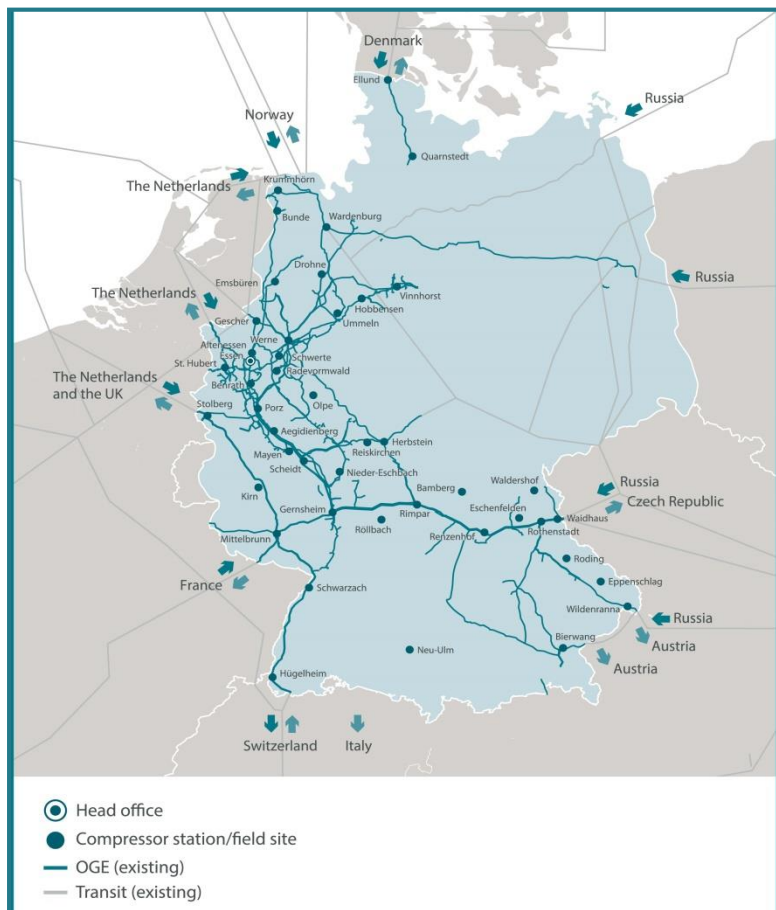 Denmark
Ellund
Russia
Norway
Quarnstedt
The Netherlands
Krummhörn
Bunde
Wardenburg
Drohne
Russia
Emsbüren
Vinnhorst
The Netherlands
Hobbensen
Gescher
Ummeln
Werne
Altenessen
Essen
Schwerte
St. Hubert
Radevormwald
The Netherlands
and the UK
Benrath
Olpe
Stolberg
Porz
Aegidienberg
Herbstein
Reiskirchen
Mayen
Scheidt
Nieder-Eschbach
Waldershof
Russia
Bamberg
Kirn
Czech Republic
Eschenfelden
Gernsheim
Rimpar
Waidhaus
Röllbach
Rothenstadt
Mittelbrunn
Renzenhof
Roding
France
Eppenschlag
Schwarzach
Wildenranna
Russia
Bierwang
Austria
Neu-Ulm
Austria
Hügelheim
Switzerland
Italy
Head office
Compressor station/field site
OGE (existing)
Transit (existing)